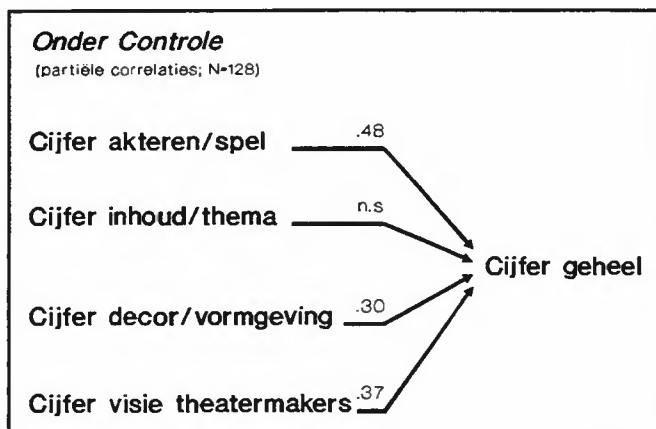 Onder Controle
(partiële correlaties; N=128)
Cijfer akteren/spel .48
Cijfer inhoud/thema n.s
Cijfer geheel
Cijfer decor/vormgeving .30
Cijfer visie theatermakers .37